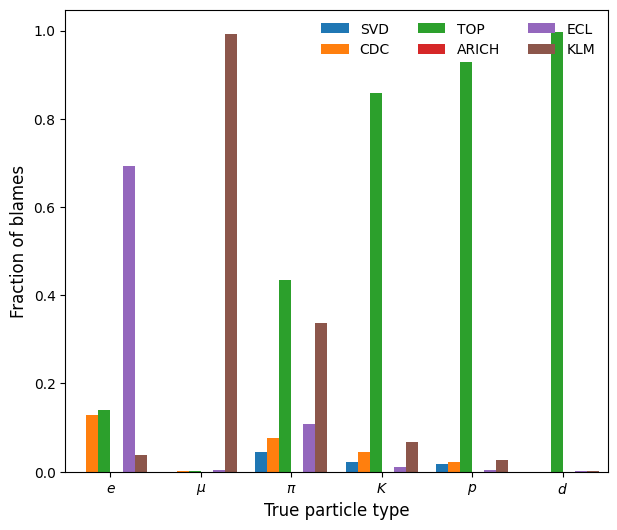 SVD TOP ECL
CDC ARICH KLM
Fraction of blames
1.0
0.8
0.6
0.4
0.2
0.0
e μ π K p d
True particle type